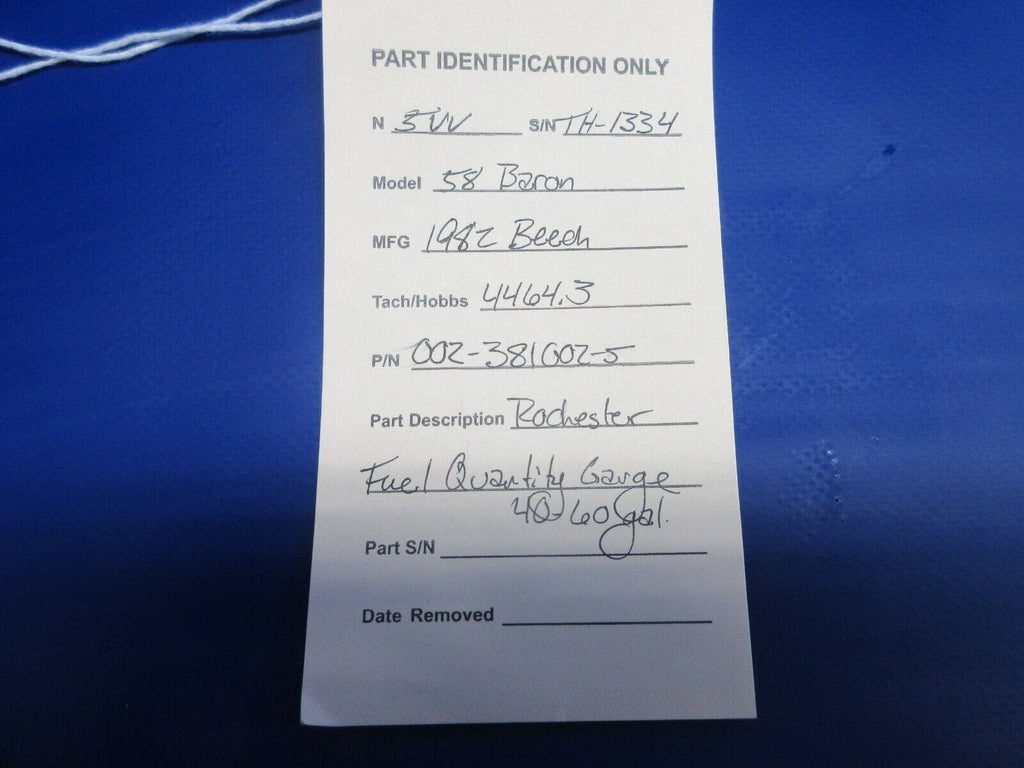 PART IDENTIFICATION ONLY
N 3VV S/N TH-1334
Model 58 Baron
MFG 1982 Beech
Tach/Hobbs 4464.3
P/N 002-381002-5
Part Description Rochester
Fuel Quantity Gauge
40-60 gal.
Part S/N
Date Removed